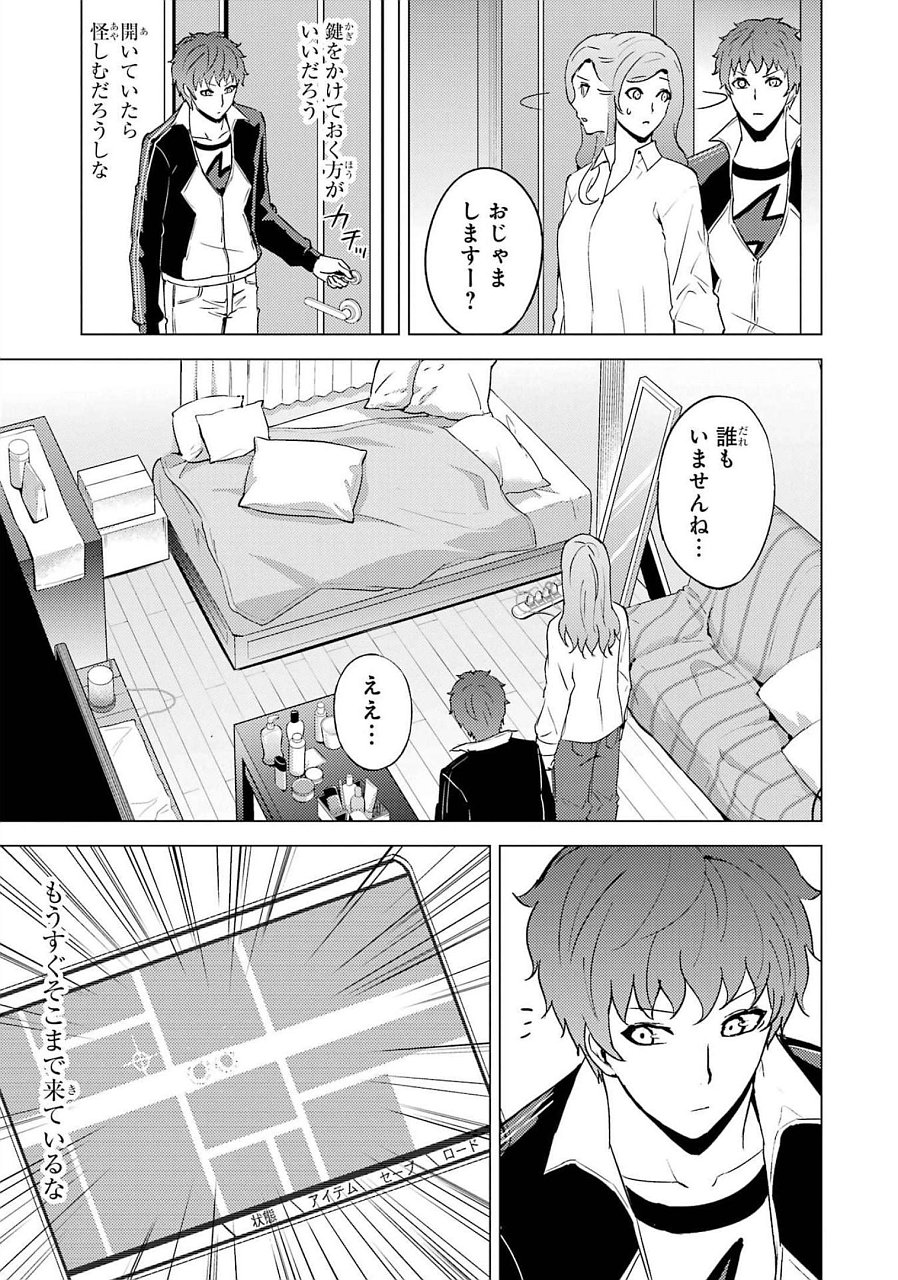 おじゃま
しますー？
鍵をかけておく方が
いいだろう
開いていたら
怪しむだろうしな
カチッ
誰も
いませんね…
ええ…
もうすぐそこまで来ているな
状態 アイテム セーブ ロード